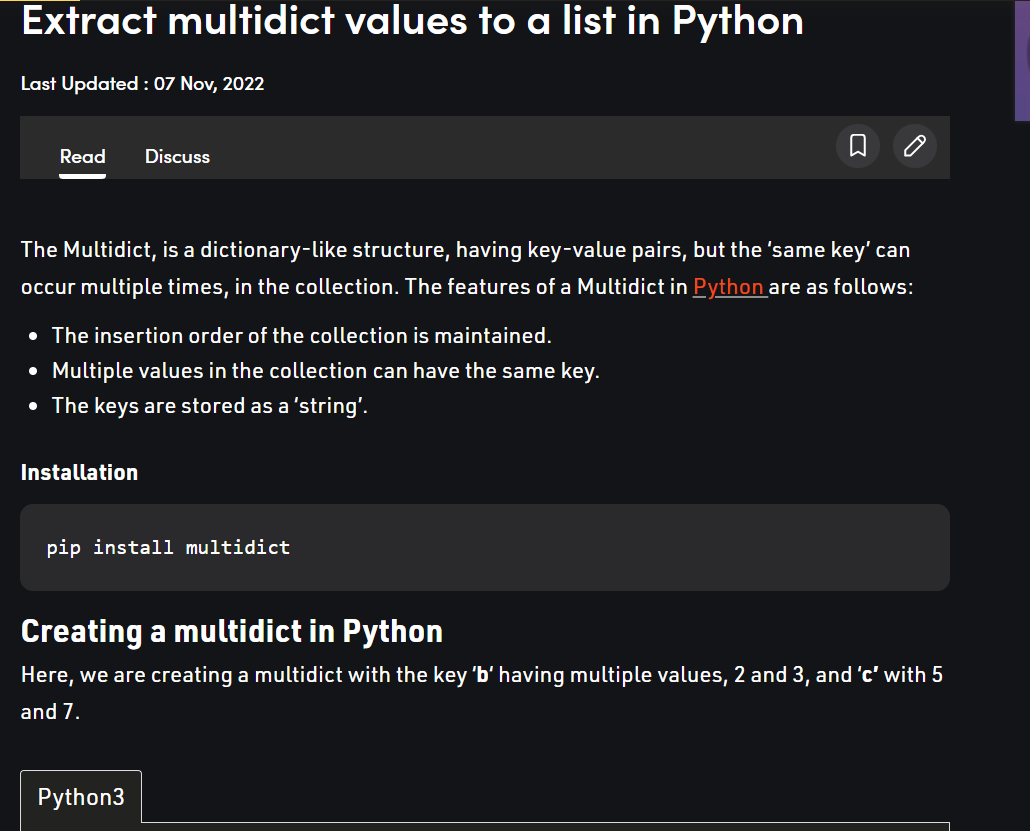 Extract multidict values to a list in Python
Last Updated : 07 Nov, 2022
Read Discuss
The Multidict, is a dictionary-like structure, having key-value pairs, but the ‘same key’ can
occur multiple times, in the collection. The features of a Multidict in Python are as follows:
• The insertion order of the collection is maintained.
• Multiple values in the collection can have the same key.
• The keys are stored as a ‘string’.
Installation
pip install multidict
Creating a multidict in Python
Here, we are creating a multidict with the key ‘b’ having multiple values, 2 and 3, and ‘c’ with 5
and 7.
Python3